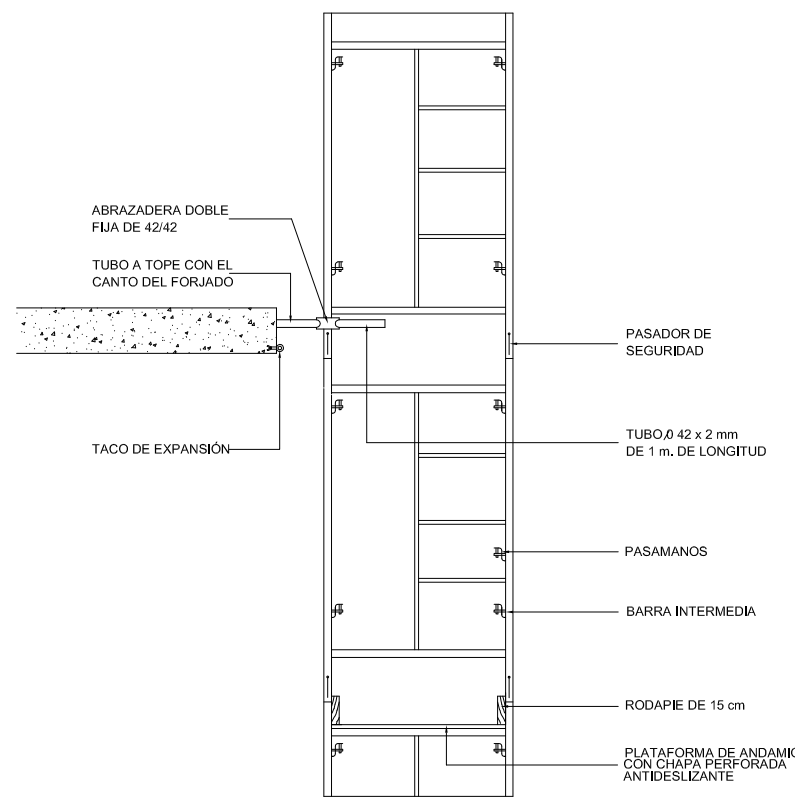 ABRAZADERA DOBLE
FIJA DE 42/42
TUBO A TOPE CON EL
CANTO DEL FORJADO
TACO DE EXPANSIÓN
PASADOR DE
SEGURIDAD
TUBO,0 42 x 2 mm
DE 1 m. DE LONGITUD
PASAMANOS
BARRA INTERMEDIA
RODAPIE DE 15 cm
PLATAFORMA DE ANDAMIO
CON CHAPA PERFORADA
ANTIDESLIZANTE